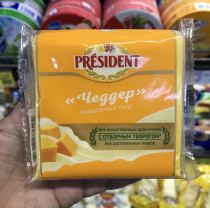 PRÉSIDENT
«Чеддер»
плавленый сыр
Без искусственных красителей
С ОТБОРНЫМ ТВОРОГОМ*
Без растительных жиров